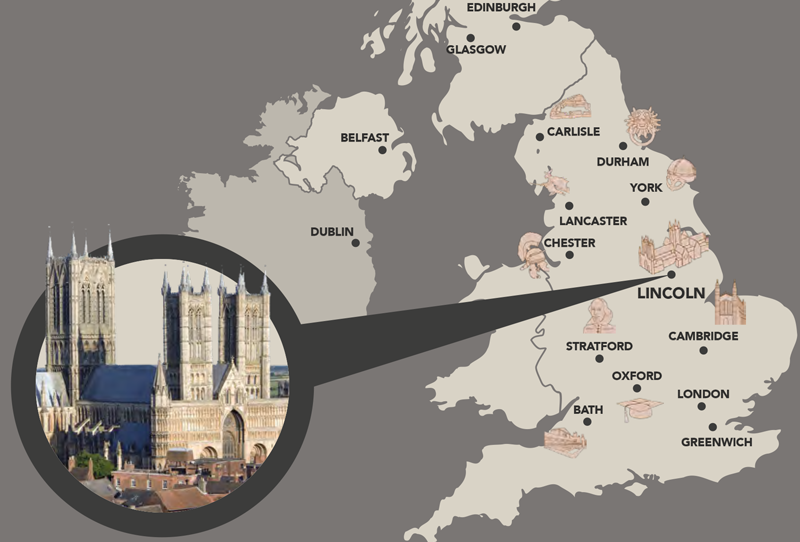 EDINBURGH
GLASGOW
CARLISLE
BELFAST
DURHAM
YORK
LANCASTER
DUBLIN
CHESTER
LINCOLN
CAMBRIDGE
STRATFORD
OXFORD
LONDON
BATH
GREENWICH